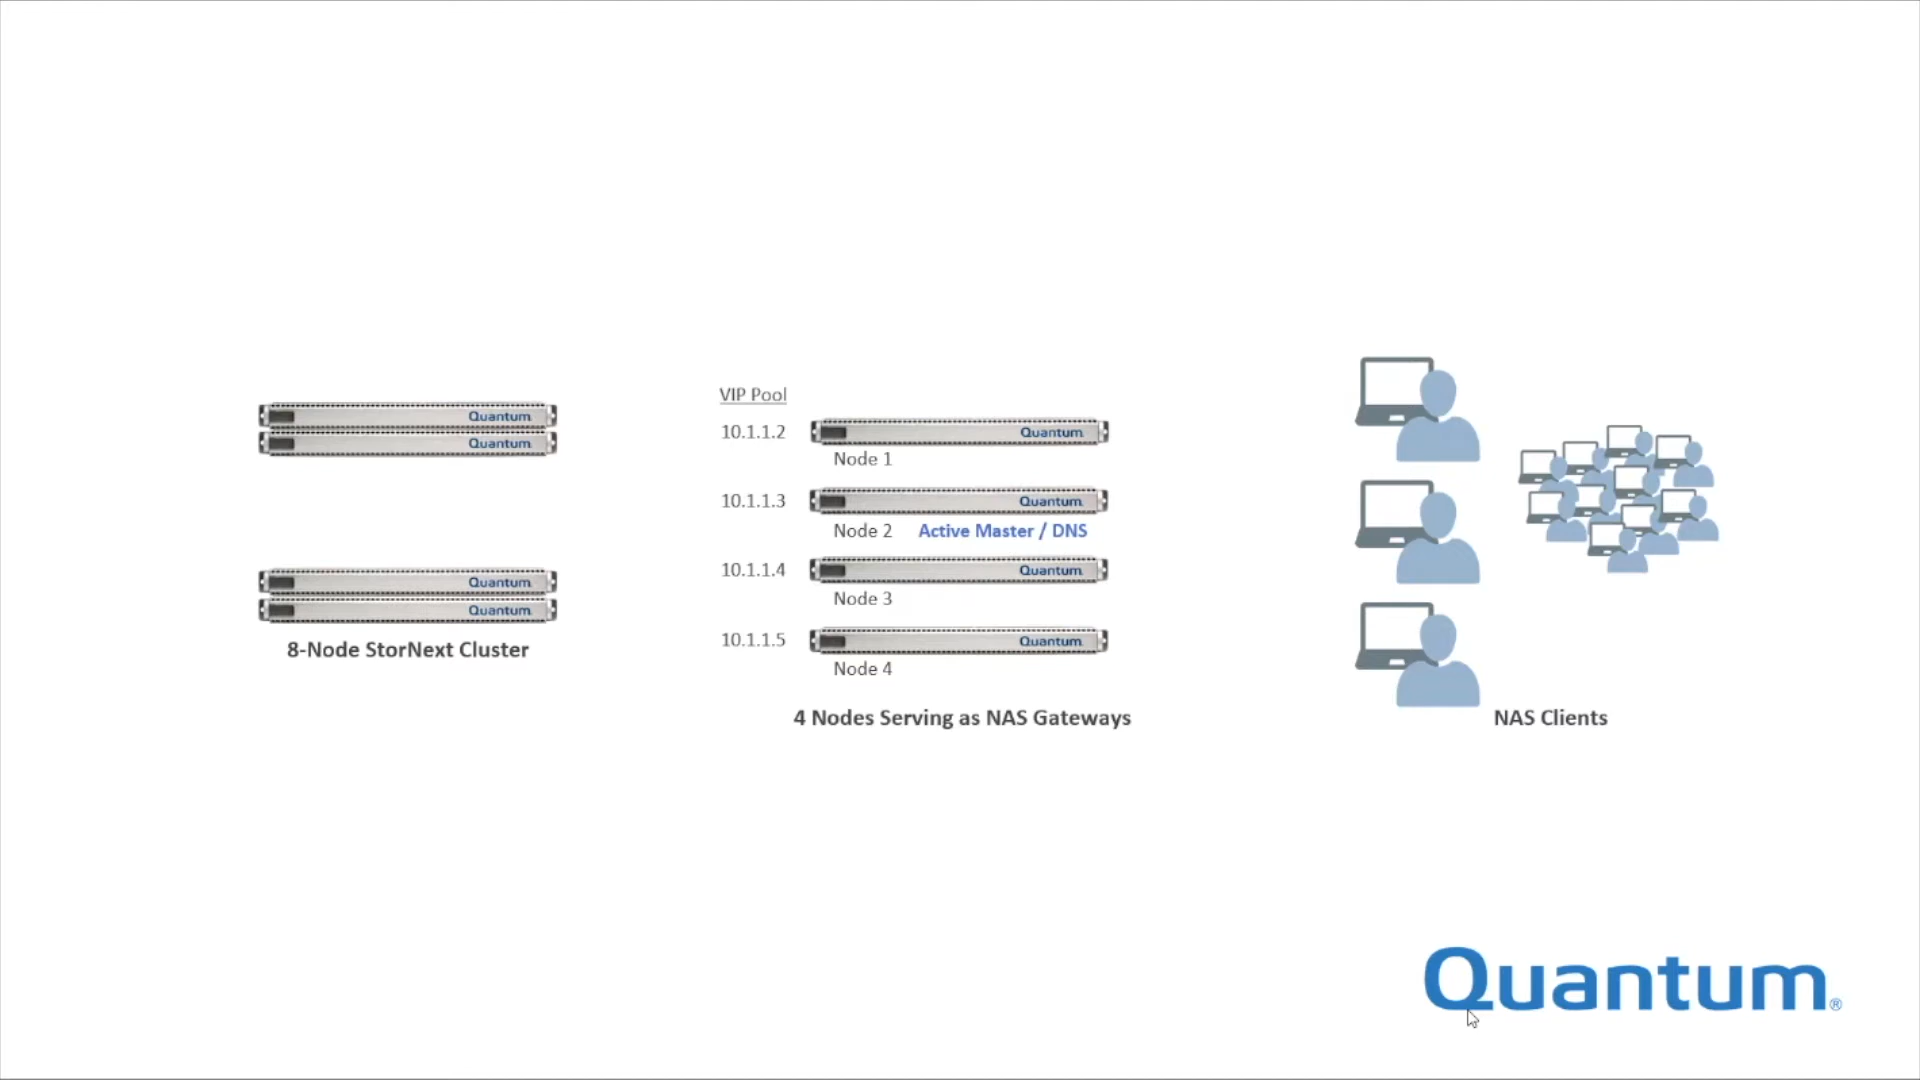 Quantum
Quantum
Quantum
Quantum
8-Node StorNext Cluster
VIP Pool
10.1.1.2
Quantum
Node 1
10.1.1.3
Quantum
Node 2
Active Master / DNS
10.1.1.4
Quantum
Node 3
10.1.1.5
Quantum
Node 4
4 Nodes Serving as NAS Gateways
NAS Clients
Quantum®